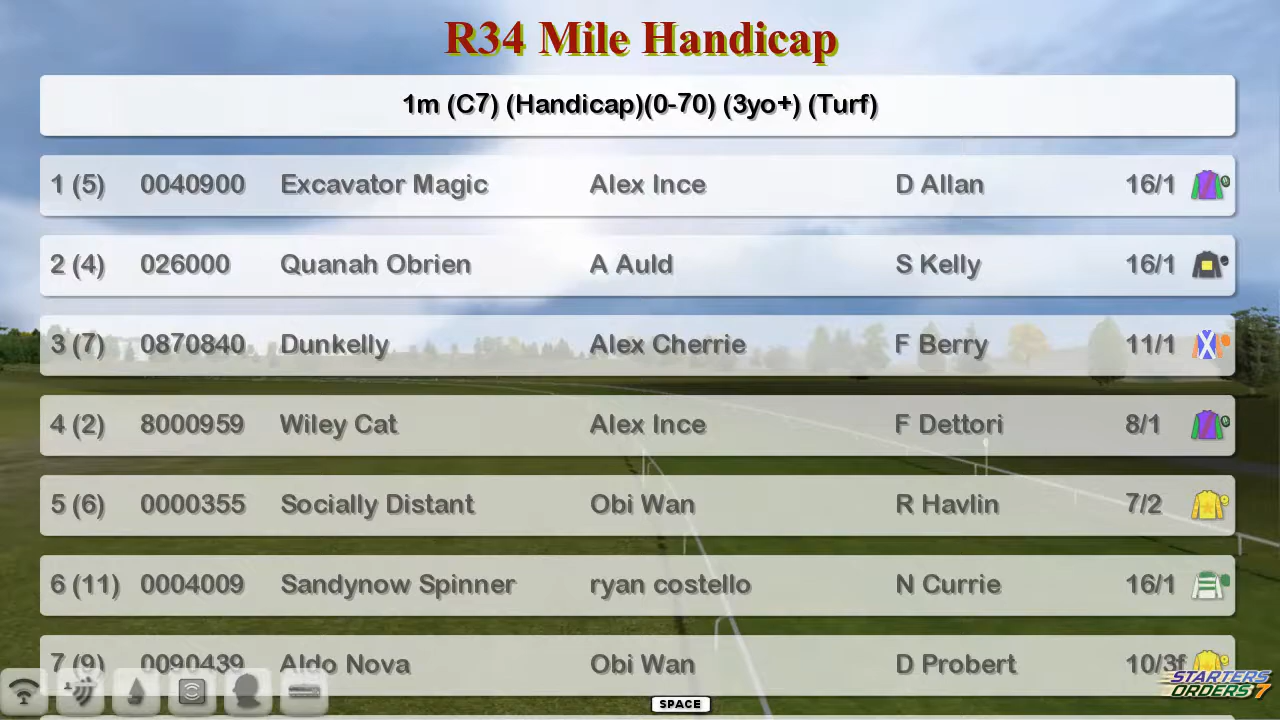 R34 Mile Handicap
1m (C7) (Handicap)(0-70) (3yo+) (Turf)
1 (5) 0040900 Excavator Magic Alex Ince D Allan 16/1
2 (4) 026000 Quanah Obrien A Auld S Kelly 16/1
3 (7) 0870840 Dunkelly Alex Cherrie F Berry 11/1
4 (2) 8000959 Wiley Cat Alex Ince F Dettori 8/1
5 (6) 0000355 Socially Distant Obi Wan R Havlin 7/2
6 (11) 0004009 Sandynow Spinner ryan costello N Currie 16/1
7 (9) 0090439 Aldo Nova Obi Wan D Probert 10/3f
STARTERS
ORDERS 7
SPACE